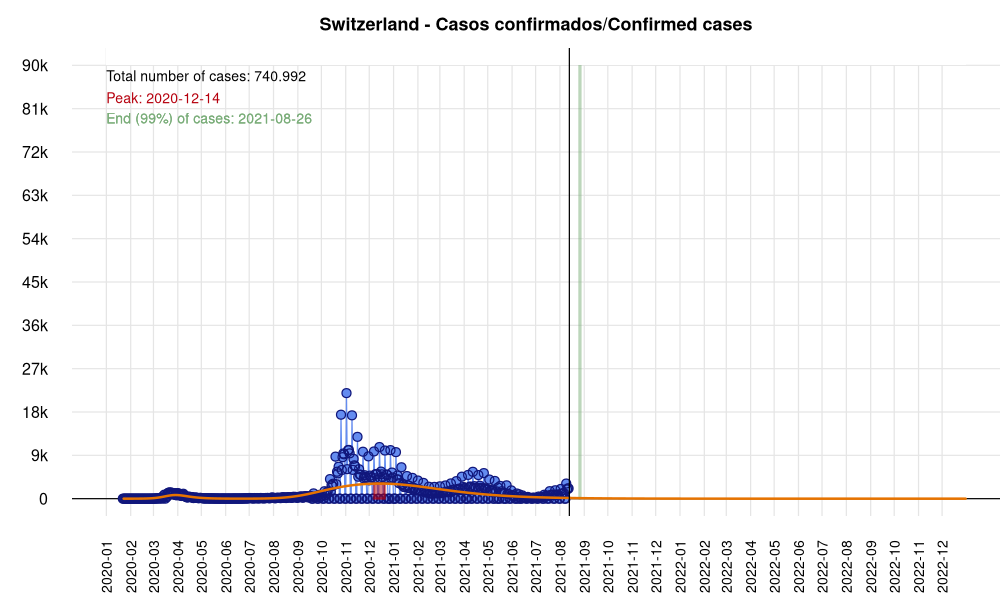 Switzerland - Casos confirmados/Confirmed cases
Total number of cases: 740.992
Peak: 2020-12-14
End (99%) of cases: 2021-08-26
90k
81k
72k
63k
54k
45k
36k
27k
18k
9k
0
2020-01
2020-02
2020-03
2020-04
2020-05
2020-06
2020-07
2020-08
2020-09
2020-10
2020-11
2020-12
2021-01
2021-02
2021-03
2021-04
2021-05
2021-06
2021-07
2021-08
2021-09
2021-10
2021-11
2021-12
2022-01
2022-02
2022-03
2022-04
2022-05
2022-06
2022-07
2022-08
2022-09
2022-10
2022-11
2022-12